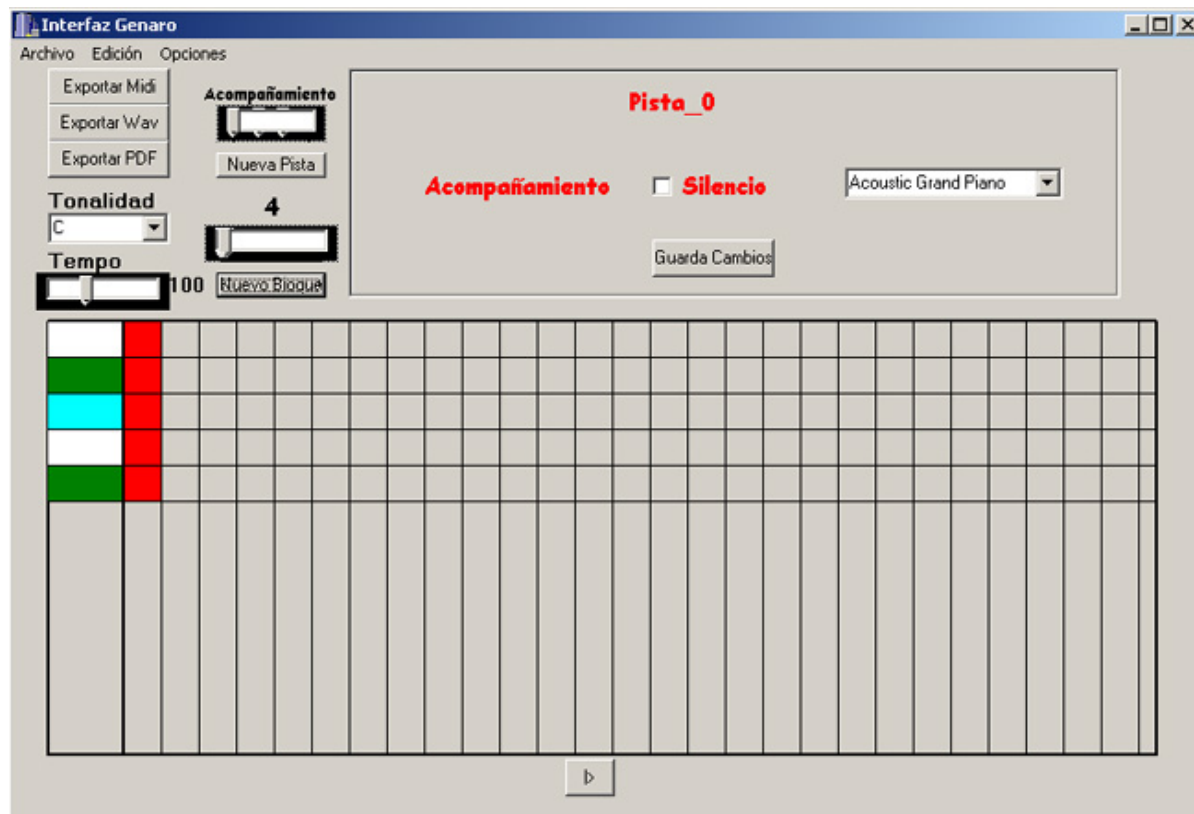 Interfaz Genaro
Archivo Edición Opciones
Exportar Midi
Exportar Wav
Exportar PDF
Tonalidad
C
Tempo
100
Acompañamiento
Nueva Pista
4
Nuevo Bloque
Pista_0
Acompañamiento
Silencio
Acoustic Grand Piano
Guarda Cambios